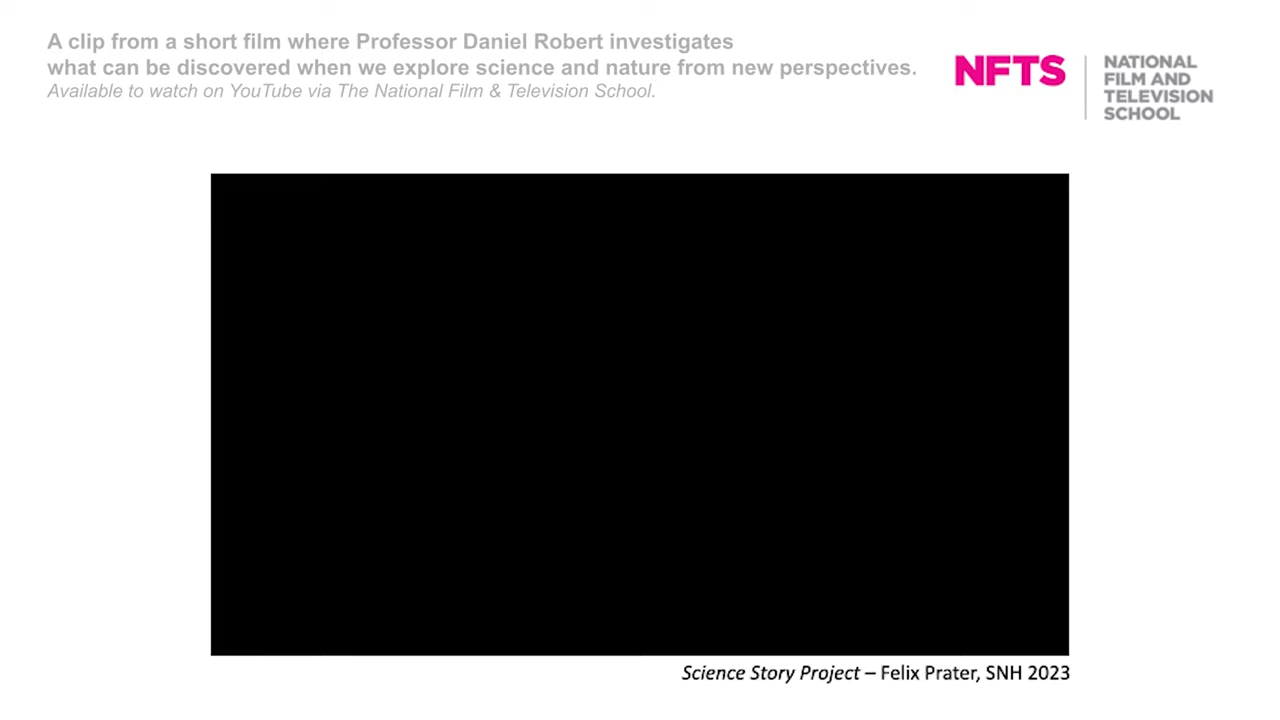 A clip from a short film where Professor Daniel Robert investigates
what can be discovered when we explore science and nature from new perspectives.
Available to watch on YouTube via The National Film & Television School.
NFTS
NATIONAL
FILM AND
TELEVISION
SCHOOL
Science Story Project – Felix Prater, SNH 2023